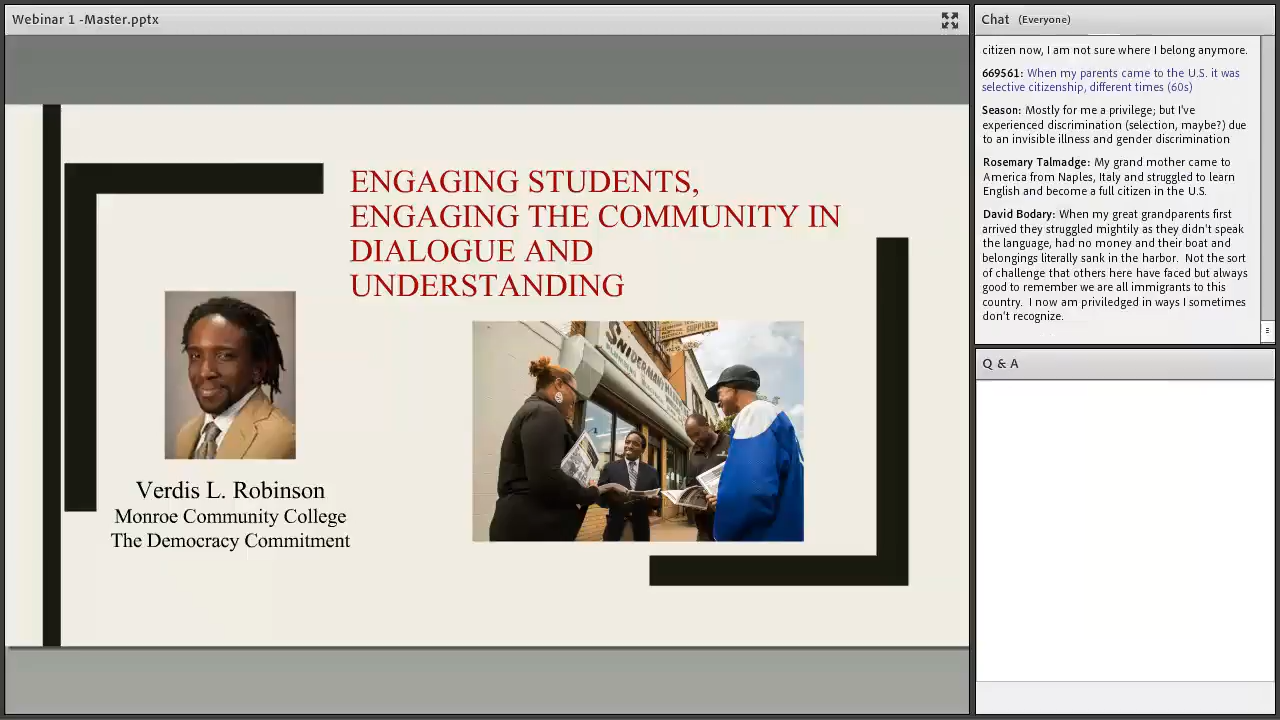 Webinar 1 -Master.pptx
ENGAGING STUDENTS,
ENGAGING THE COMMUNITY IN
DIALOGUE AND
UNDERSTANDING
SNIDERMAN
SUPPLIES
Verdis L. Robinson
Monroe Community College
The Democracy Commitment
Chat (Everyone)
citizen now, I am not sure where I belong anymore.
669561: When my parents came to the U.S. it was
selective citizenship, different times (60s)
Season: Mostly for me a privilege; but I've
experienced discrimination (selection, maybe?) due
to an invisible illness and gender discrimination
Rosemary Talmadge: My grand mother came to
America from Naples, Italy and struggled to learn
English and become a full citizen in the U.S.
David Bodary: When my great grandparents first
arrived they struggled mightily as they didn't speak
the language, had no money and their boat and
belongings literally sank in the harbor. Not the sort
of challenge that others here have faced but always
good to remember we are all immigrants to this
country. I now am priviledged in ways I sometimes
don't recognize.
Q & A